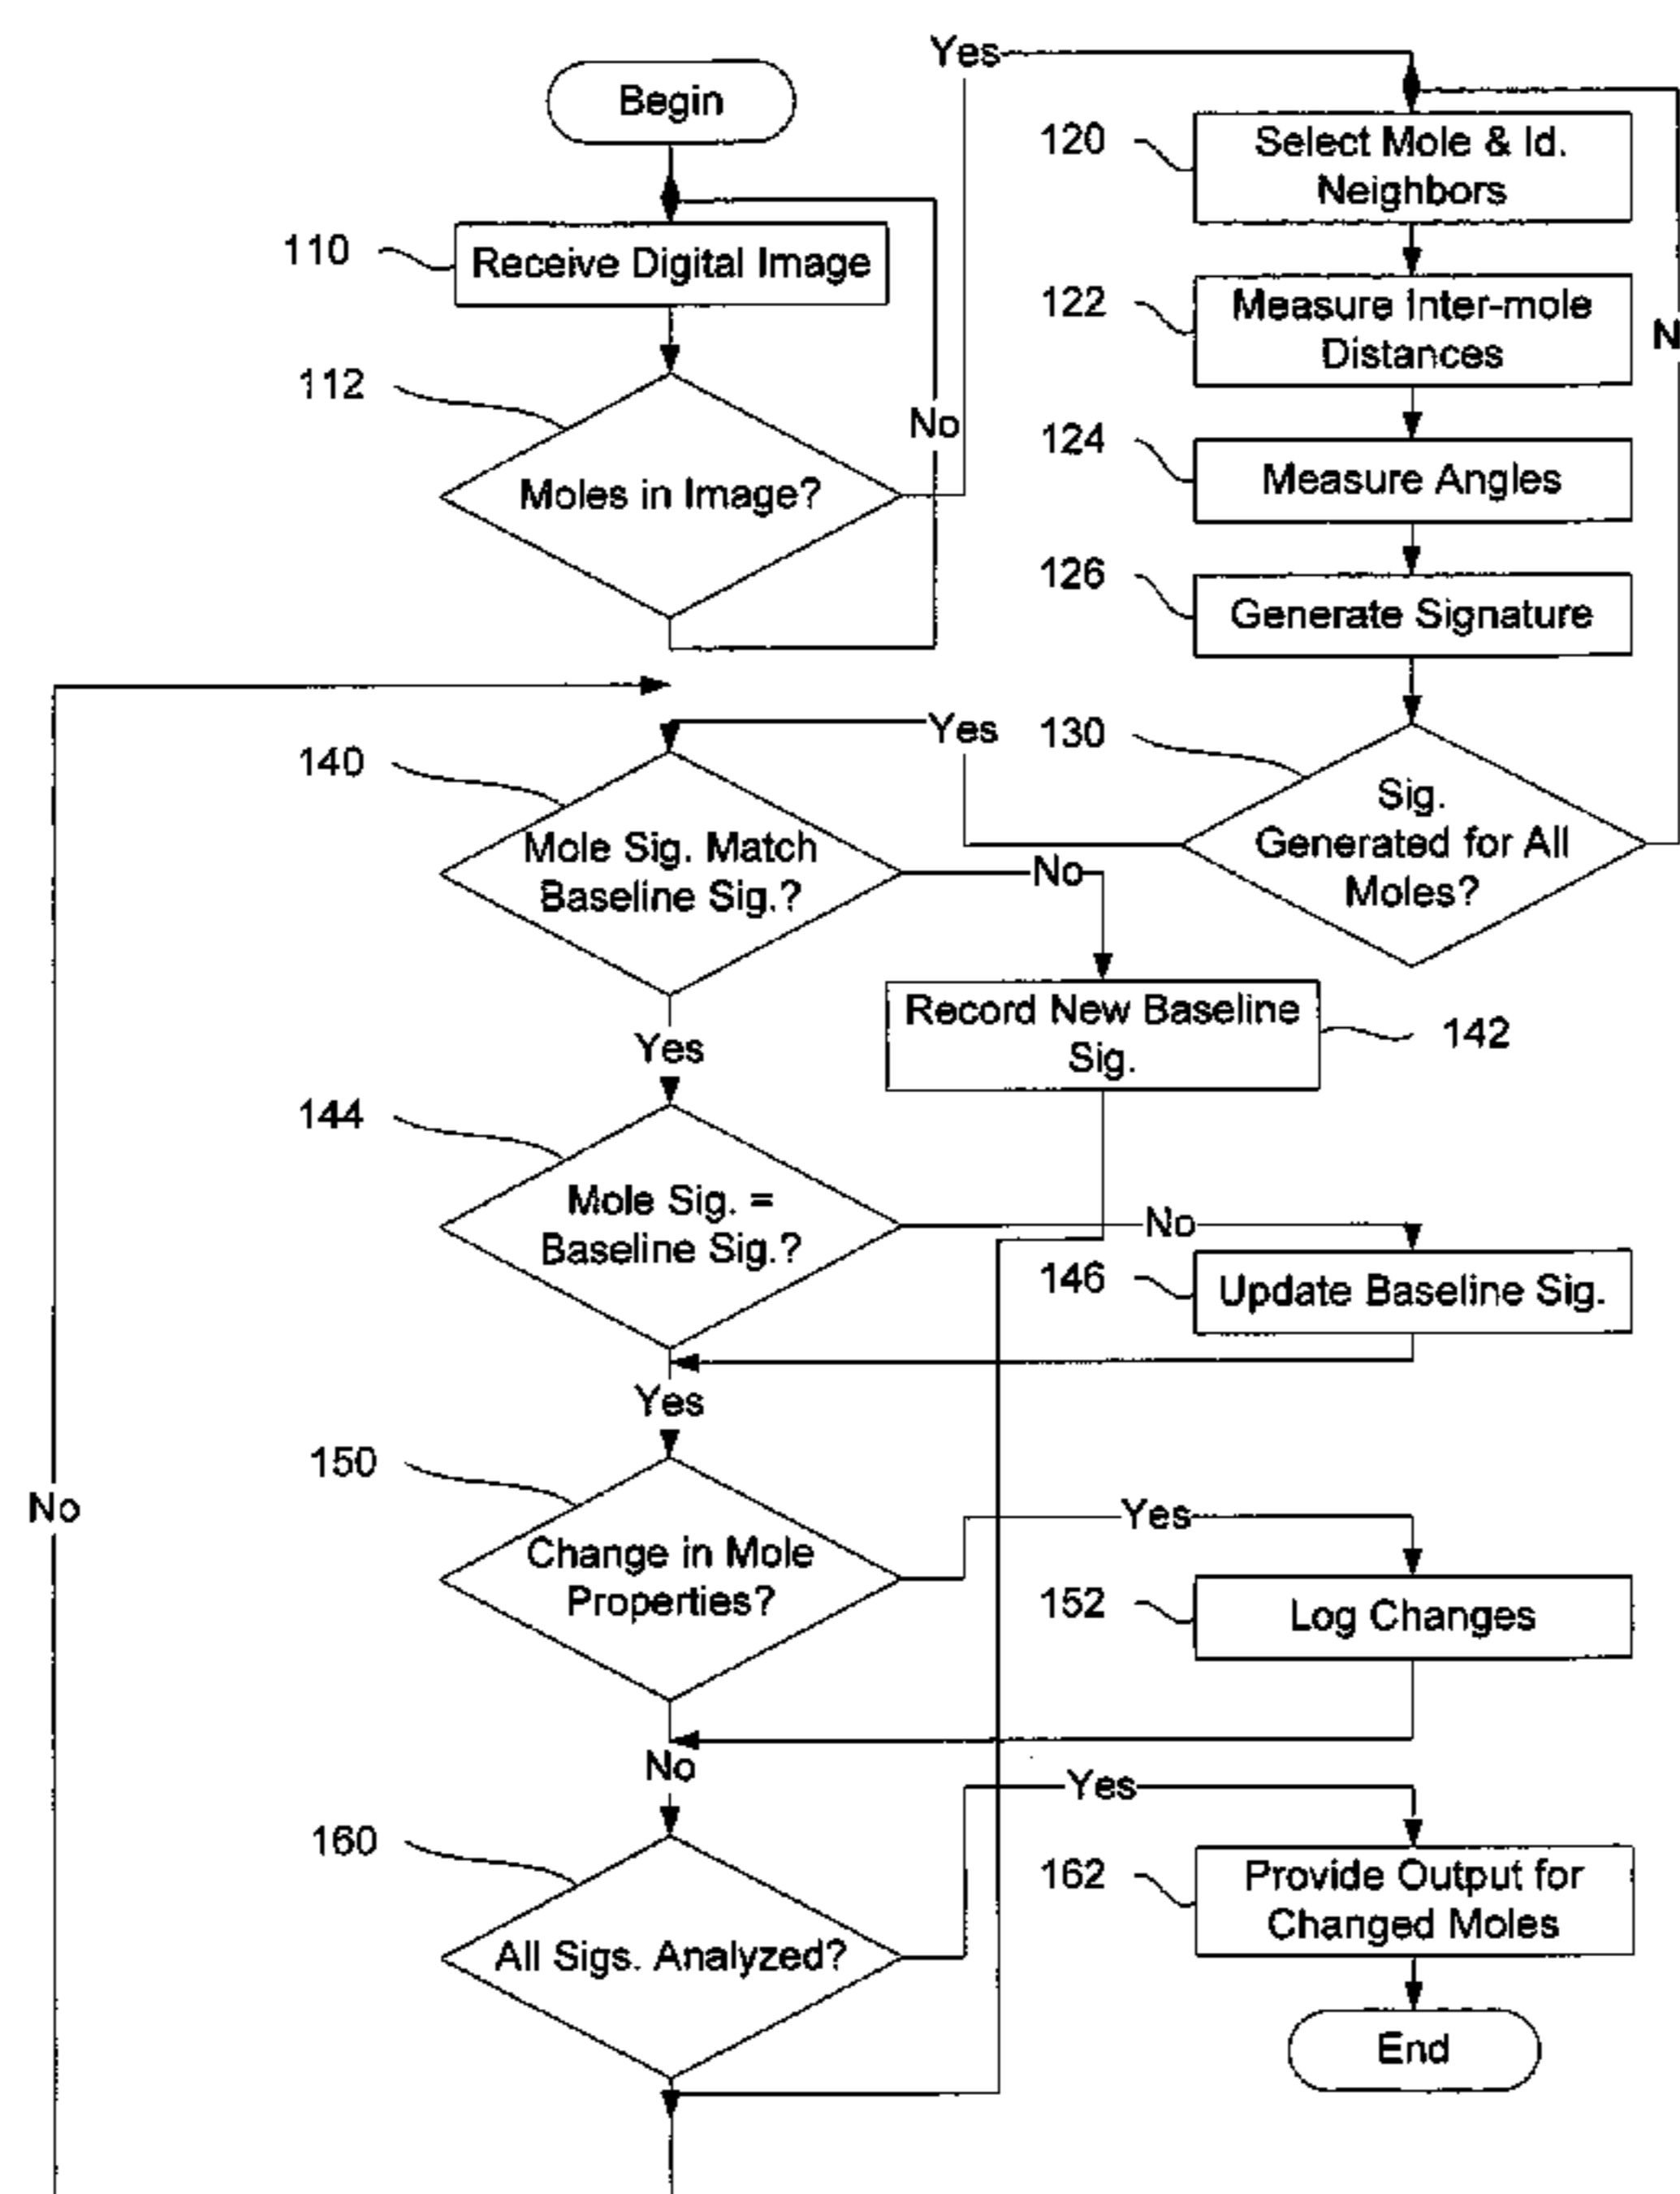 Begin
110
Receive Digital Image
112
Moles in Image?
No
Yes
120
Select Mole & Id.
Neighbors
122
Measure Inter-mole
Distances
N
124
Measure Angles
126
Generate Signature
130
Sig.
Generated for All
Moles?
Yes
140
Mole Sig. Match
Baseline Sig.?
No
Record New Baseline
Sig.
142
Yes
144
Mole Sig. =
Baseline Sig.?
No
146
Update Baseline Sig.
Yes
150
Change in Mole
Properties?
Yes
152
Log Changes
No
160
All Sigs. Analyzed?
Yes
162
Provide Output for
Changed Moles
End
No